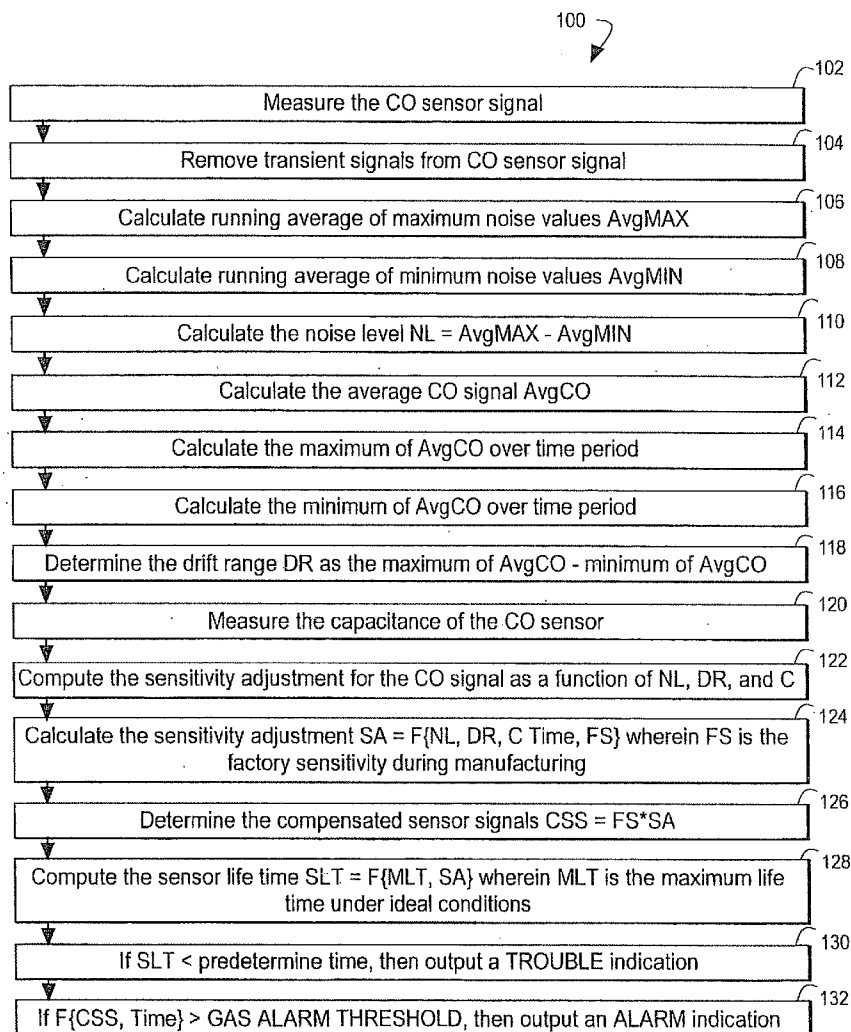 100
102
Measure the CO sensor signal
104
Remove transient signals from CO sensor signal
106
Calculate running average of maximum noise values AvgMAX
108
Calculate running average of minimum noise values AvgMIN
110
Calculate the noise level NL = AvgMAX - AvgMIN
112
Calculate the average CO signal AvgCO
114
Calculate the maximum of AvgCO over time period
116
Calculate the minimum of AvgCO over time period
118
Determine the drift range DR as the maximum of AvgCO - minimum of AvgCO
120
Measure the capacitance of the CO sensor
122
Compute the sensitivity adjustment for the CO signal as a function of NL, DR, and C
124
Calculate the sensitivity adjustment SA = F{NL, DR, C Time, FS} wherein FS is the
factory sensitivity during manufacturing
126
Determine the compensated sensor signals CSS = FS*SA
128
Compute the sensor life time SLT = F{MLT, SA} wherein MLT is the maximum life
time under ideal conditions
130
If SLT < predetermine time, then output a TROUBLE indication
132
If F{CSS, Time} > GAS ALARM THRESHOLD, then output an ALARM indication